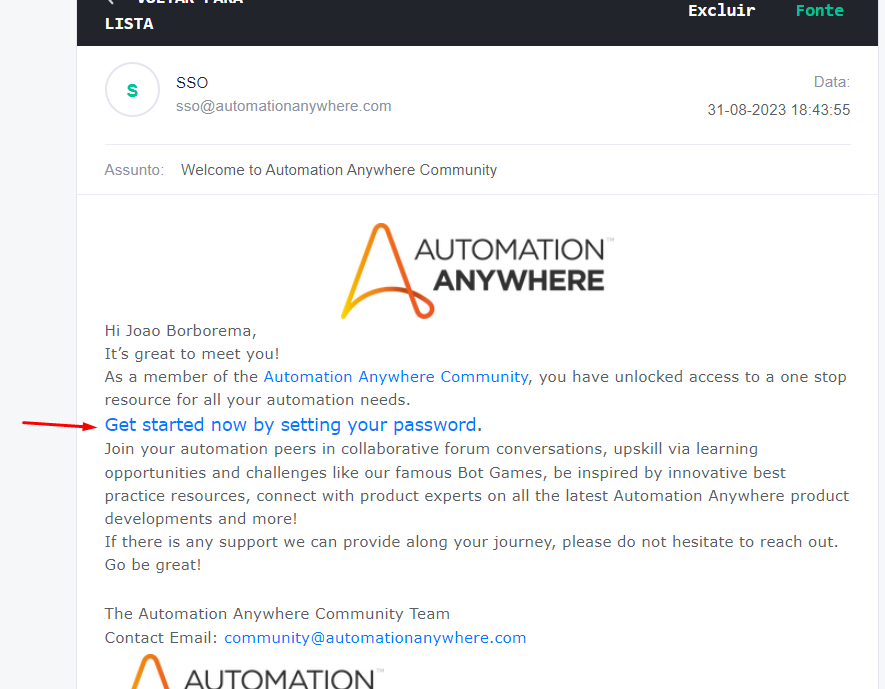 VOLTAR PARA
LISTA
Excluir
Fonte
S
SSO
sso@automationanywhere.com
Data:
31-08-2023 18:43:55
Assunto: Welcome to Automation Anywhere Community
AUTOMATION™
ANYWHERE
Hi Joao Borborema,
It’s great to meet you!
As a member of the Automation Anywhere Community, you have unlocked access to a one stop
resource for all your automation needs.
Get started now by setting your password.
Join your automation peers in collaborative forum conversations, upskill via learning
opportunities and challenges like our famous Bot Games, be inspired by innovative best
practice resources, connect with product experts on all the latest Automation Anywhere product
developments and more!
If there is any support we can provide along your journey, please do not hesitate to reach out.
Go be great!
The Automation Anywhere Community Team
Contact Email: community@automationanywhere.com
AUTOMATION™